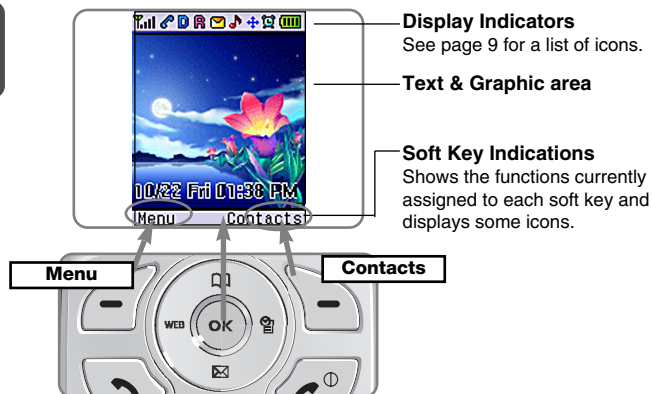 D R
Display Indicators
See page 9 for a list of icons.
Text & Graphic area
Soft Key Indications
Shows the functions currently
assigned to each soft key and
displays some icons.
10/22 Fri 01:38 PM
Menu Contacts
Menu
Contacts
WEB OK